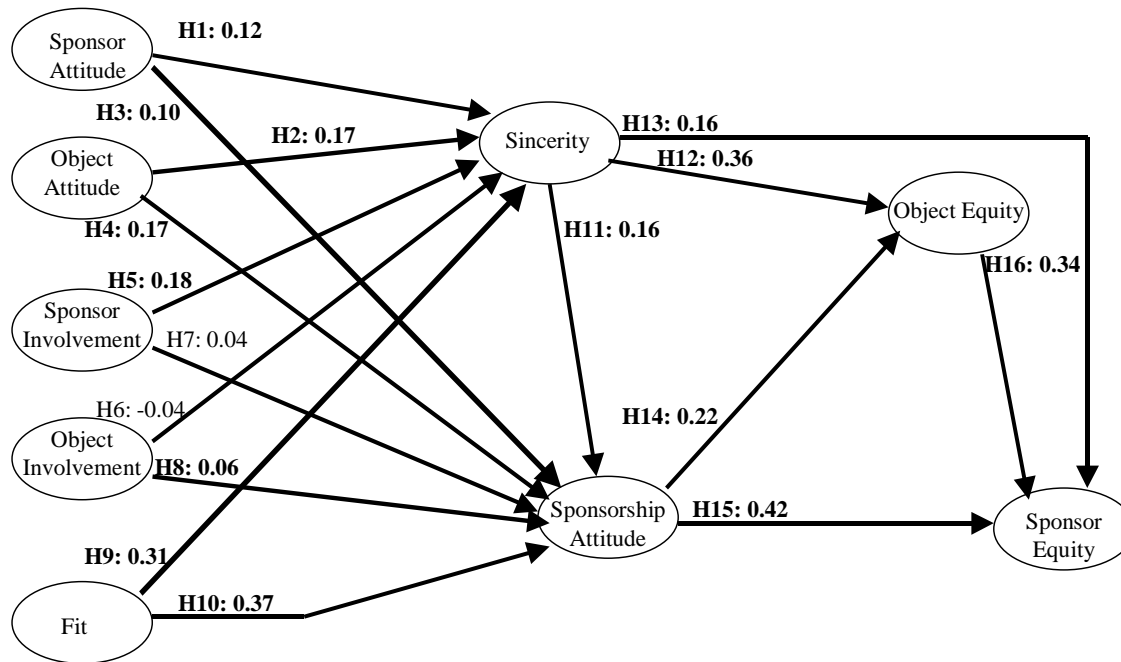 H1: 0.12
Sponsor
Attitude
H3: 0.10
H2: 0.17
Sincerity
H13: 0.16
H12: 0.36
Object
Attitude
H4: 0.17
H11: 0.16
Object Equity
H16: 0.34
H5: 0.18
Sponsor
Involvement
H7: 0.04
H6: -0.04
Object
Involvement
H8: 0.06
H14: 0.22
Sponsorship
Attitude
H15: 0.42
Sponsor
Equity
H9: 0.31
H10: 0.37
Fit